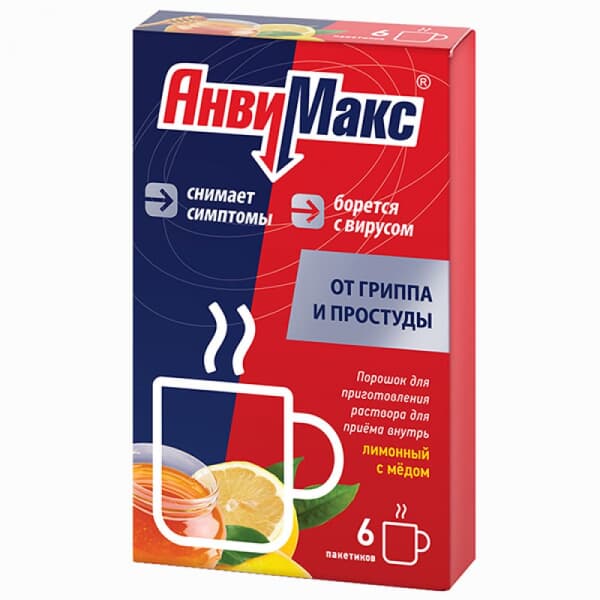 6
пакетиков
АнвиМакс®
снимает
симптомы
борется
с вирусом
ОТ ГРИППА
И ПРОСТУДЫ
Порошок для
приготовления
раствора для
приёма внутрь
лимонный
с мёдом
6
пакетиков